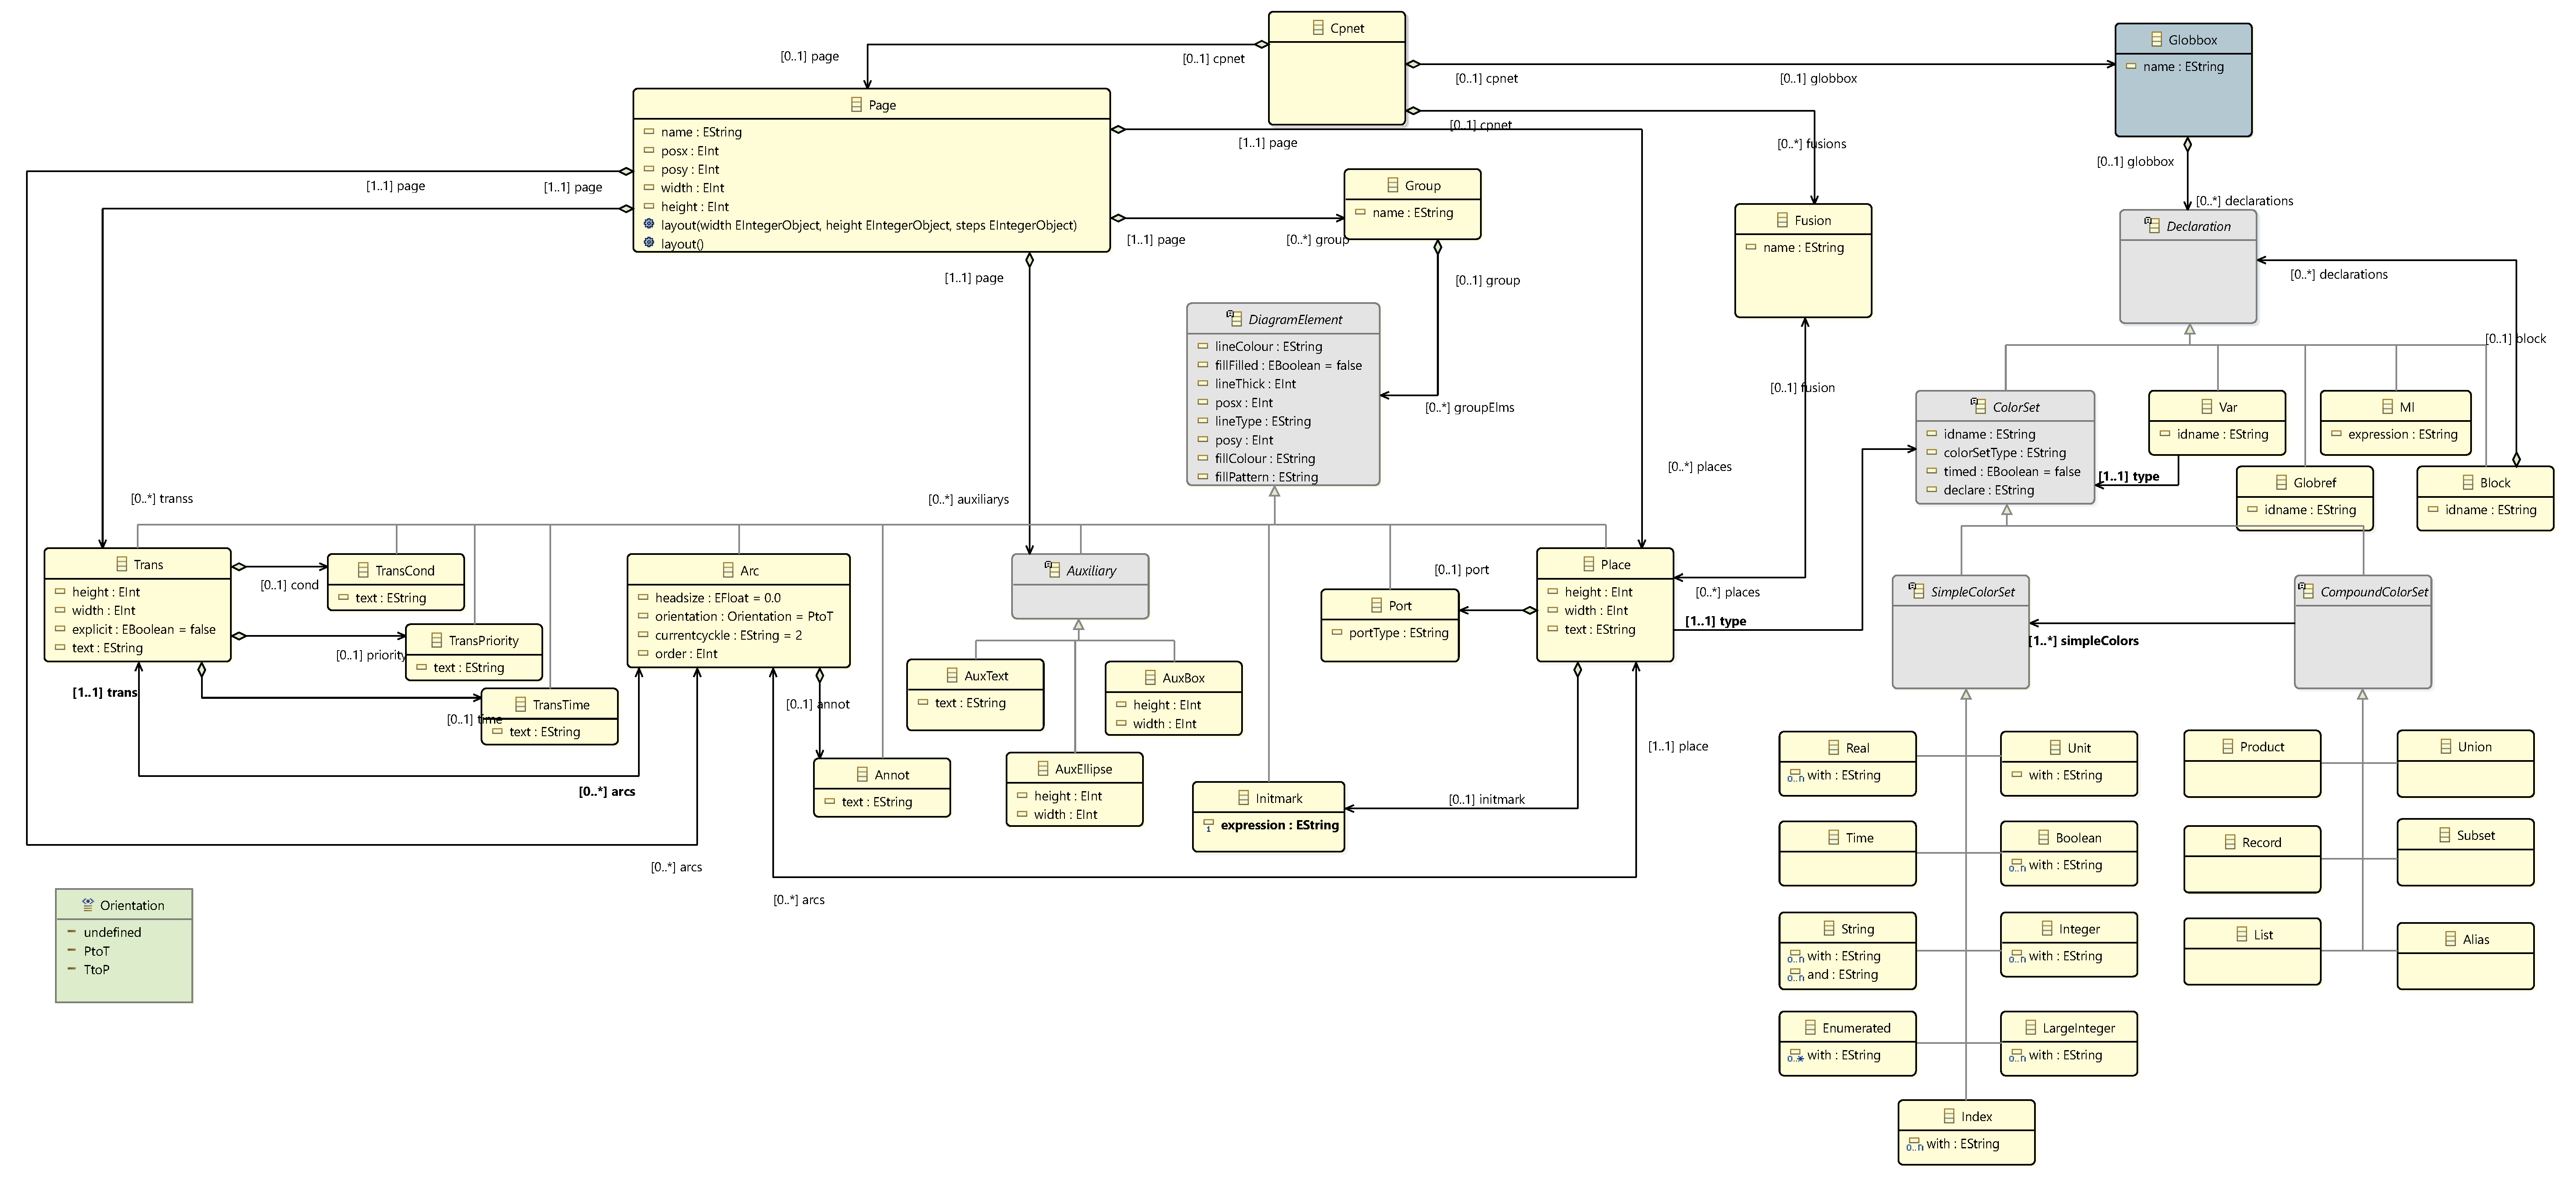 Cpnet
[0..1] page
[0..1] cpnet
[0..1] cpnet
[0..1] globbox
Globbox
name : EString
[0..1] cpnet
[0..*] fusions
Page
name : EString
posx : EInt
posy : EInt
width : EInt
height : EInt
layout(width EIntegerObject, height EIntegerObject, steps EIntegerObject)
layout()
[1..1] page
[1..1] page
[1..1] page
[1..1] page
[0..*] group
[1..1] page
Group
name : EString
[0..1] group
[0..*] groupElms
Fusion
name : EString
[0..1] fusion
[0..1] globbox
[0..*] declarations
Declaration
[0..*] declarations
[0..1] block
DiagramElement
lineColour : EString
fillFilled : EBoolean = false
lineThick : EInt
posx : EInt
lineType : EString
posy : EInt
fillColour : EString
fillPattern : EString
ColorSet
idname : EString
colorSetType : EString
timed : EBoolean = false
declare : EString
Var
idname : EString
[1..1] type
Ml
expression : EString
Globref
idname : EString
Block
idname : EString
[0..*] transs
[0..*] auxiliarys
[0..*] places
Trans
height : EInt
width : EInt
explicit : EBoolean = false
text : EString
[0..1] cond
TransCond
text : EString
[0..1] priority
TransPriority
text : EString
[0..1] time
TransTime
text : EString
[1..1] trans
[0..*] arcs
Arc
headsize : EFloat = 0.0
orientation : Orientation = PtoT
currentcyckle : EString = 2
order : EInt
[0..1] annot
Annot
text : EString
Auxiliary
AuxText
text : EString
AuxBox
height : EInt
width : EInt
AuxEllipse
height : EInt
width : EInt
[0..1] port
Port
portType : EString
Place
height : EInt
width : EInt
text : EString
[0..*] places
[1..1] type
[1..1] place
[0..1] initmark
Initmark
expression : EString
[0..*] arcs
[0..*] arcs
SimpleColorSet
[1..*] simpleColors
CompoundColorSet
Real
0..n with : EString
Unit
with : EString
Time
Boolean
0..n with : EString
String
0..n with : EString
0..n and : EString
Integer
0..n with : EString
Enumerated
0..* with : EString
LargeInteger
0..n with : EString
Index
0..n with : EString
Product
Union
Record
Subset
List
Alias
Orientation
undefined
PtoT
TtoP